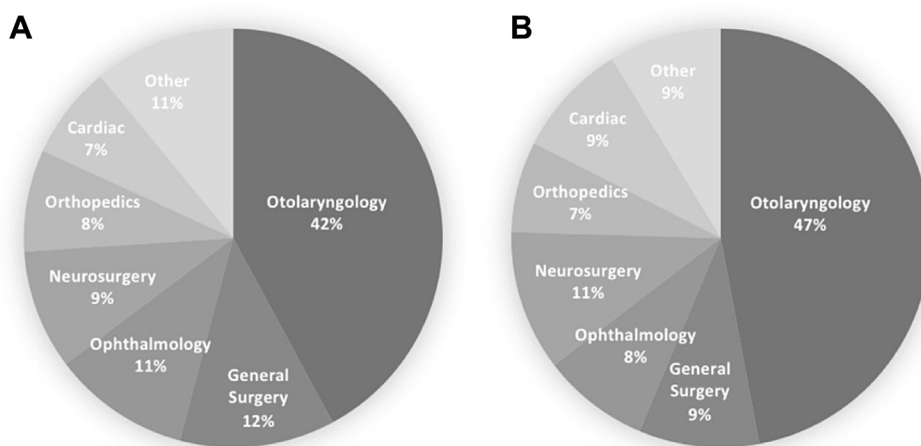 A
Other
11%
Cardiac
7%
Orthopedics
8%
Neurosurgery
9%
Ophthalmology
11%
General
Surgery
12%
Otolaryngology
42%
B
Other
9%
Cardiac
9%
Orthopedics
7%
Neurosurgery
11%
Ophthalmology
8%
General
Surgery
9%
Otolaryngology
47%